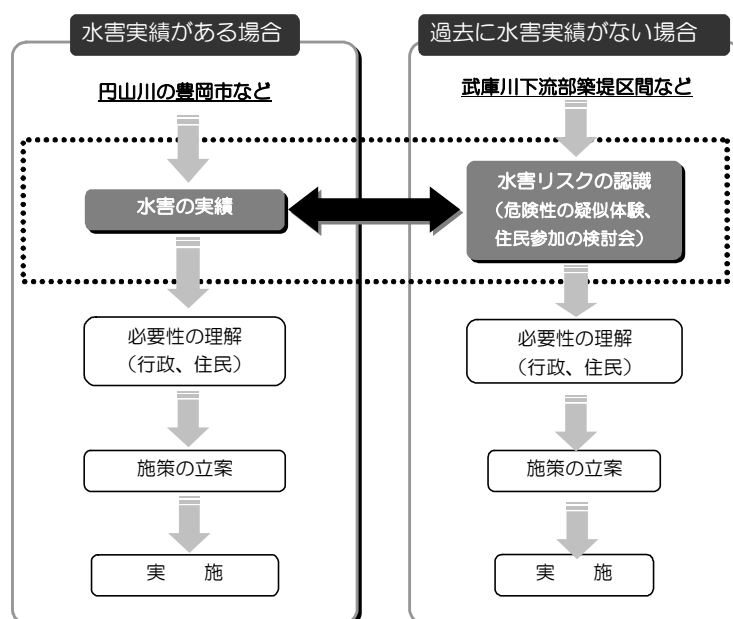 水害実績がある場合
円山川の豊岡市など
水害の実績
必要性の理解
（行政、住民）
施策の立案
実　施
過去に水害実績がない場合
武庫川下流部築堤区間など
水害リスクの認識
（危険性の疑似体験、
住民参加の検討会）
必要性の理解
（行政、住民）
施策の立案
実　施